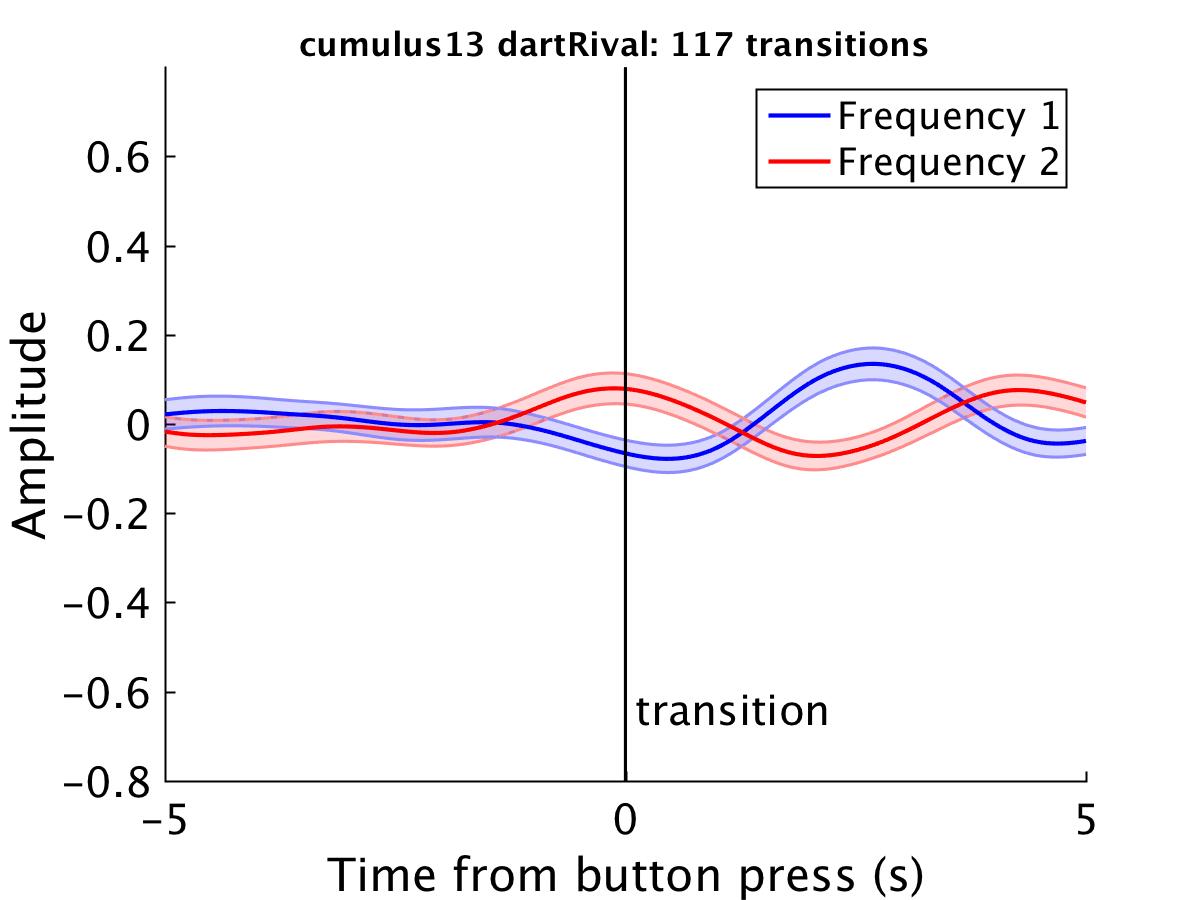 cumulus13 dartRival: 117 transitions
Frequency 1
Frequency 2
Amplitude
0.6
0.4
0.2
0
−0.2
−0.4
−0.6
−0.8
transition
−5
0
5
Time from button press (s)